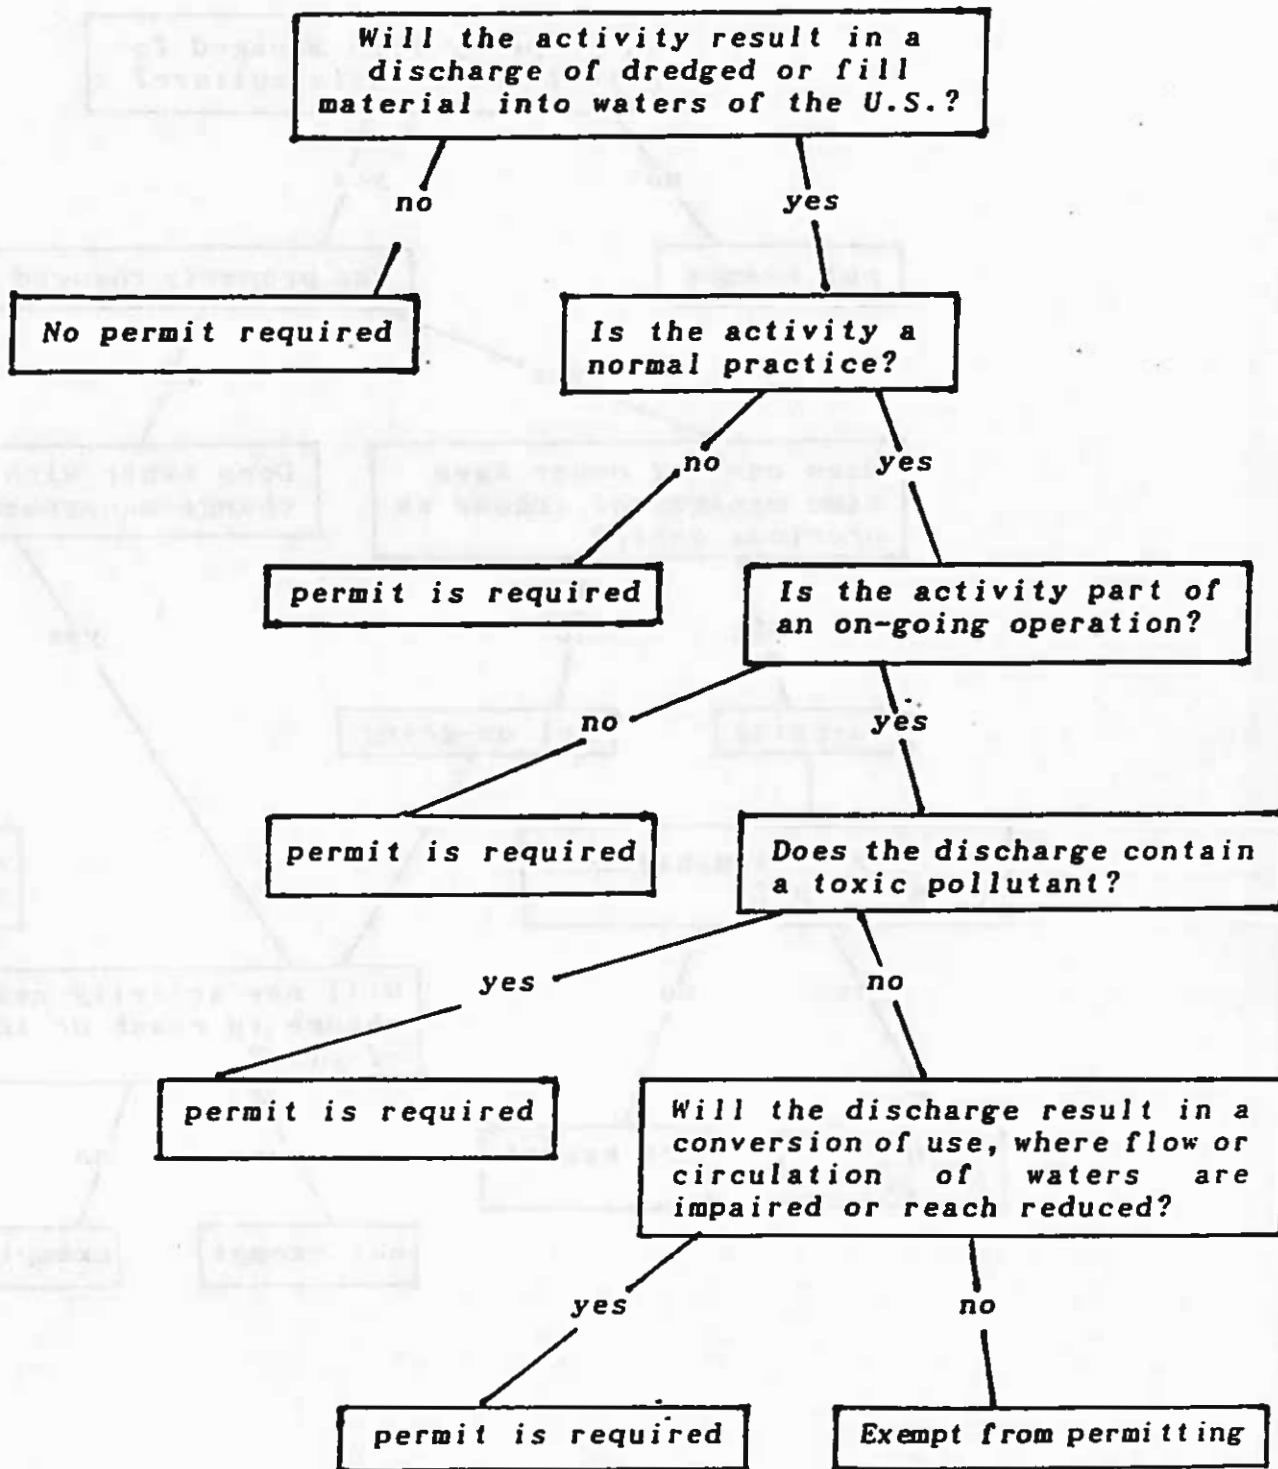 Will the activity result in a
discharge of dredged or fill
material into waters of the U.S.?
no
yes
No permit required
Is the activity a
normal practice?
no
yes
permit is required
Is the activity part of
an on-going operation?
no
yes
permit is required
Does the discharge contain
a toxic pollutant?
yes
no
permit is required
Will the discharge result in a
conversion of use, where flow or
circulation of waters are
impaired or reach reduced?
yes
no
permit is required
Exempt from permitting